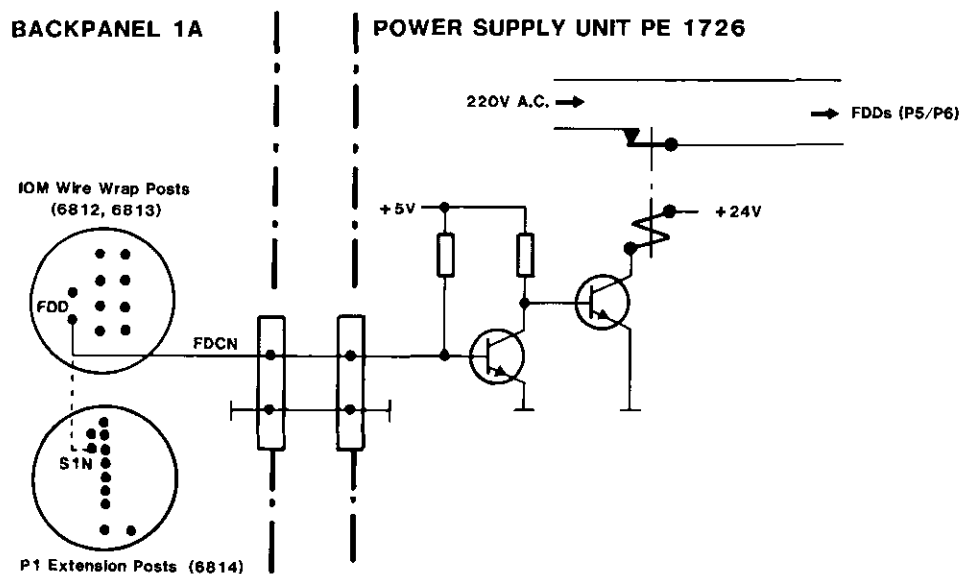 BACKPANEL 1A
POWER SUPPLY UNIT PE 1726
220V A.C.
FDDs (P5/P6)
IOM Wire Wrap Posts
(6812, 6813)
+5V
+24V
FDD
FDCN
S1N
P1 Extension Posts (6814)